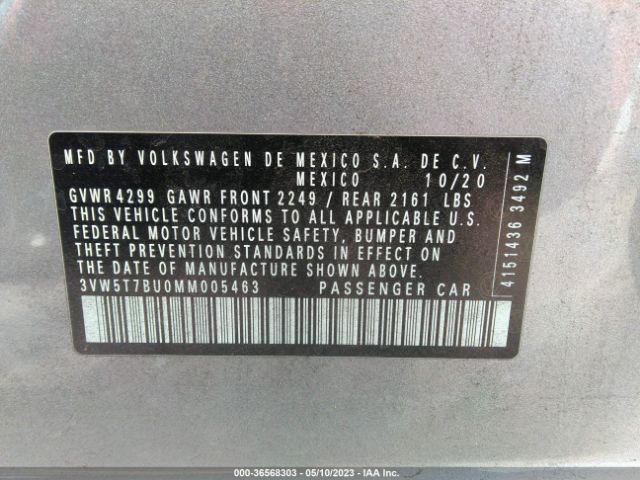 MFD BY VOLKSWAGEN DE MEXICO S.A. DE C.V.
MEXICO 10/20
GVWR 4299 GAWR FRONT 2249 / REAR 2161 LBS
THIS VEHICLE CONFORMS TO ALL APPLICABLE U.S.
FEDERAL MOTOR VEHICLE SAFETY, BUMPER AND
THEFT PREVENTION STANDARDS IN EFFECT ON
THE DATE OF MANUFACTURE SHOWN ABOVE.
3VW5T7BU0MM005463 PASSENGER CAR
4151436 3492 M
000-36568303 - 05/10/2023 - IAA Inc.